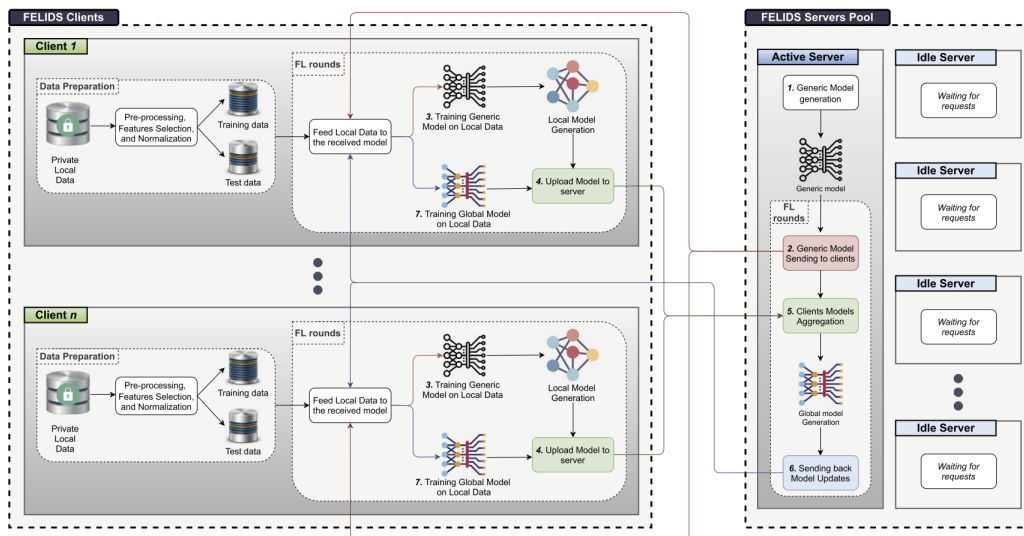 FELIDS Clients
Client 1
Data Preparation
Private
Local
Data
Pre-processing,
Features Selection,
and Normalization
Training data
Test data
FL rounds
Feed Local Data to
the received model
3. Training Generic
Model on Local Data
Local Model
Generation
7. Training Global Model
on Local Data
4. Upload Model to
server
Client n
Data Preparation
Private
Local
Data
Pre-processing,
Features Selection,
and Normalization
Training data
Test data
FL rounds
Feed Local Data to
the received model
3. Training Generic
Model on Local Data
Local Model
Generation
7. Training Global Model
on Local Data
4. Upload Model to
server
FELIDS Servers Pool
Active Server
1. Generic Model
generation
Generic model
FL
rounds
2. Generic Model
Sending to clients
5. Clients Models
Aggregation
Global model
Generation
6. Sending back
Model Updates
Idle Server
Waiting for
requests
Idle Server
Waiting for
requests
Idle Server
Waiting for
requests
Idle Server
Waiting for
requests